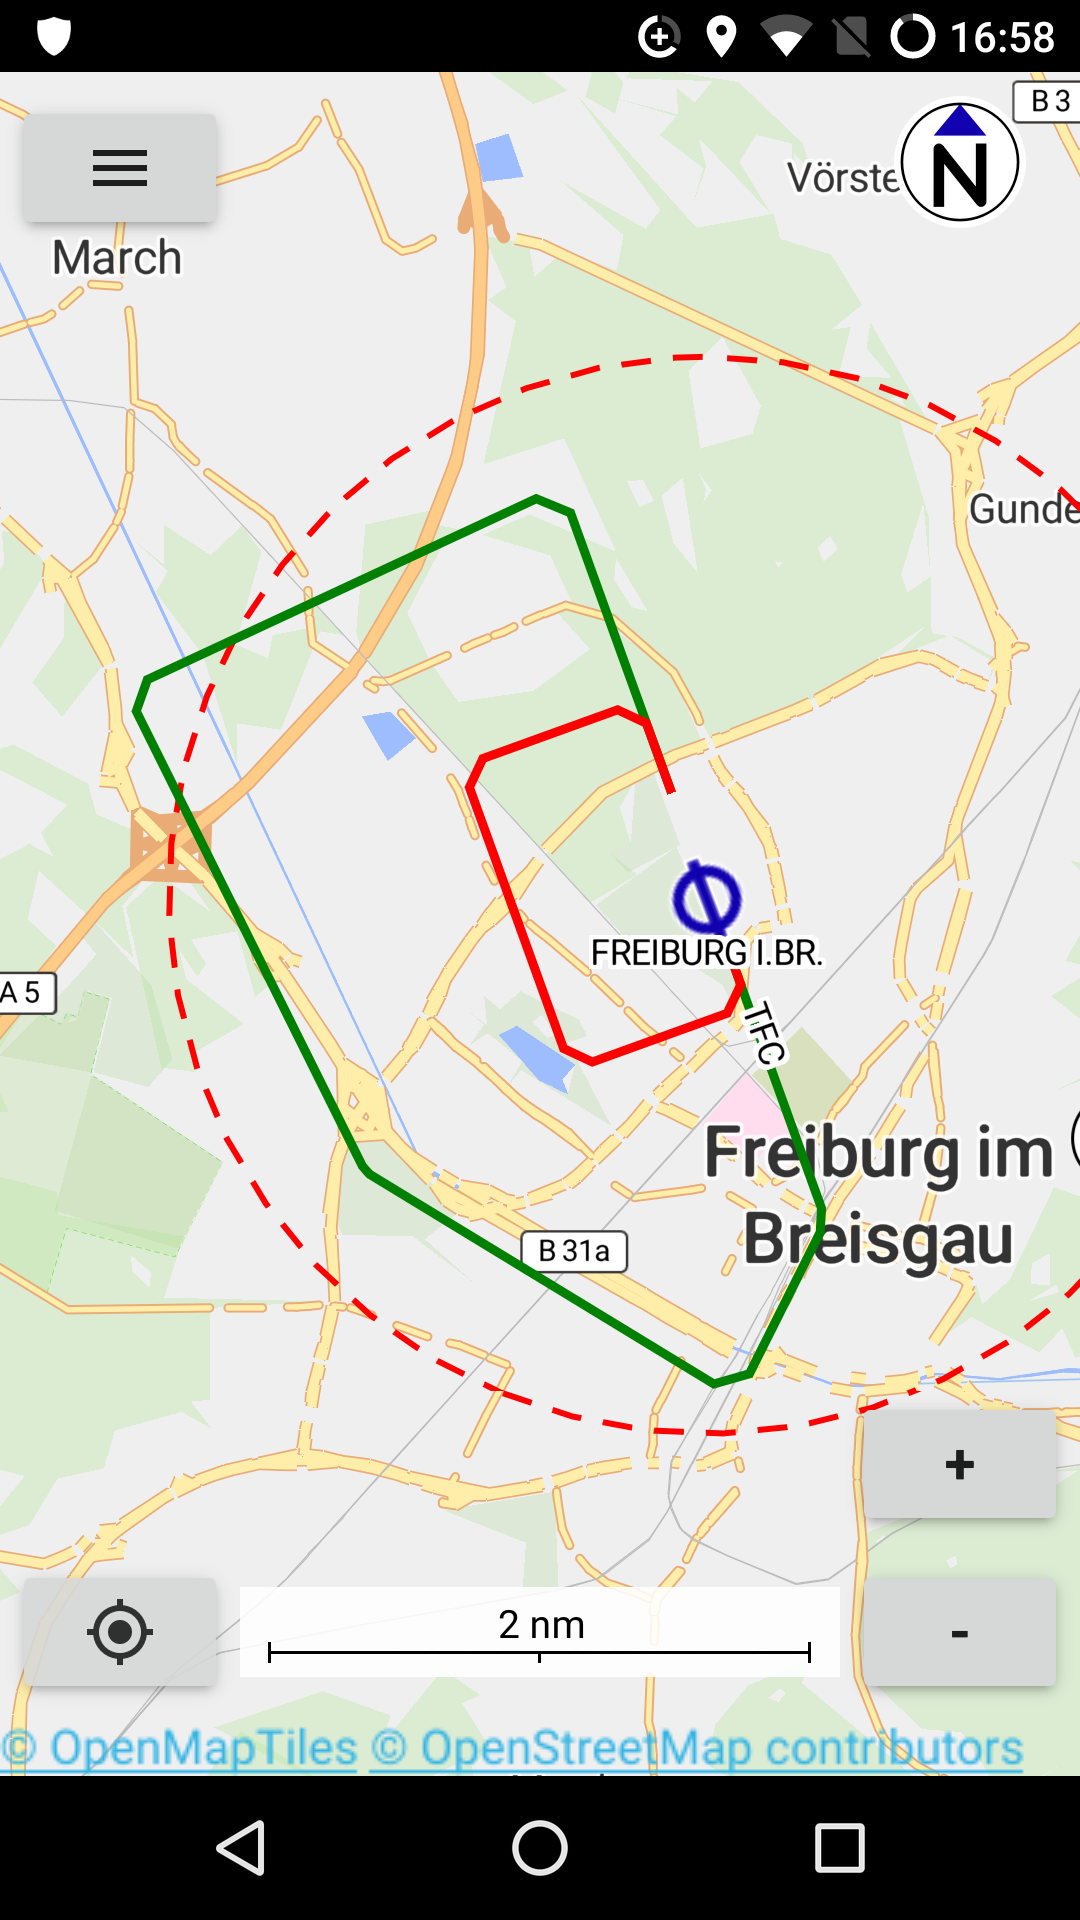 16:58
B 3
Vörste
N
March
Gunde
FREIBURG I.BR.
A 5
TFC
Freiburg im
Breisgau
B 31a
+
2 nm
-
© OpenMapTiles © OpenStreetMap contributors